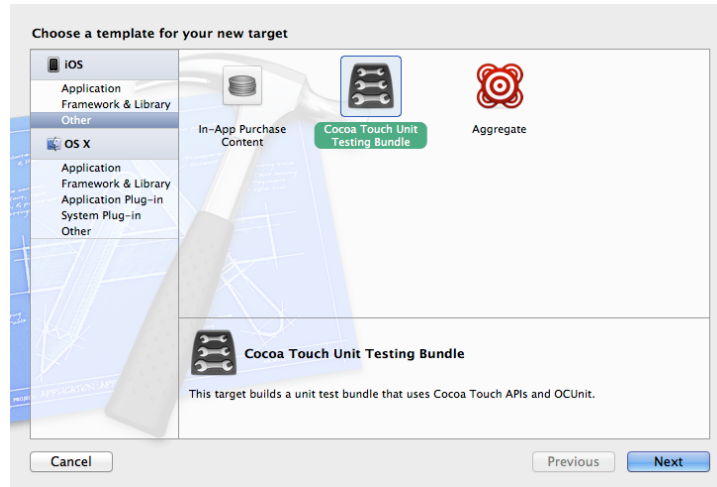 Choose a template for your new target
iOS
Application
Framework & Library
Other
OS X
Application
Framework & Library
Application Plug-in
System Plug-in
Other
In-App Purchase
Content
Cocoa Touch Unit
Testing Bundle
Aggregate
Cocoa Touch Unit Testing Bundle
This target builds a unit test bundle that uses Cocoa Touch APIs and OCUnit.
Cancel
Previous
Next